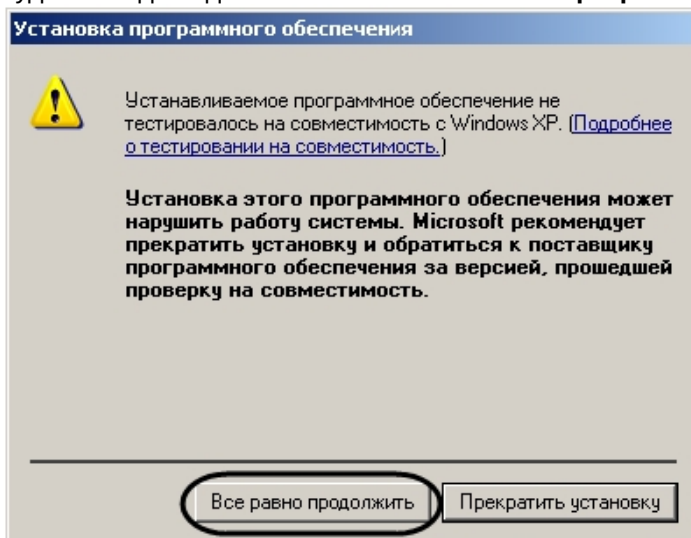 Установка программного обеспечения
Устанавливаемое программное обеспечение не
тестировалось на совместимость с Windows XP. (Подробнее
о тестировании на совместимость.)
Установка этого программного обеспечения может
нарушить работу системы. Microsoft рекомендует
прекратить установку и обратиться к поставщику
программного обеспечения за версией, прошедшей
проверку на совместимость.
Все равно продолжить Прекратить установку